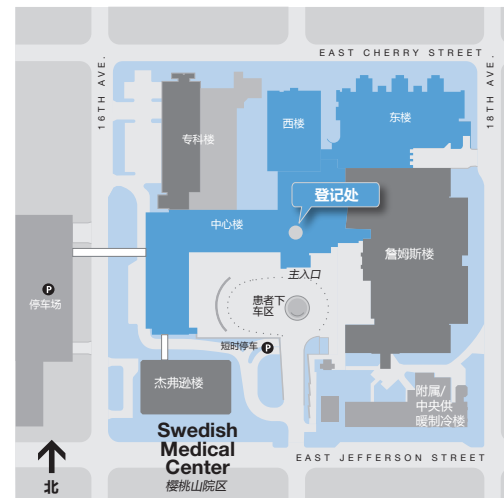 EAST CHERRY STREET
16TH AVE.
18TH AVE.
专科楼
西楼
东楼
登记处
中心楼
詹姆斯楼
主入口
P
停车场
患者下
车区
短时停车 P
杰弗逊楼
附属/
中央供
暖制冷楼
Swedish
Medical
Center
樱桃山院区
EAST JEFFERSON STREET
北